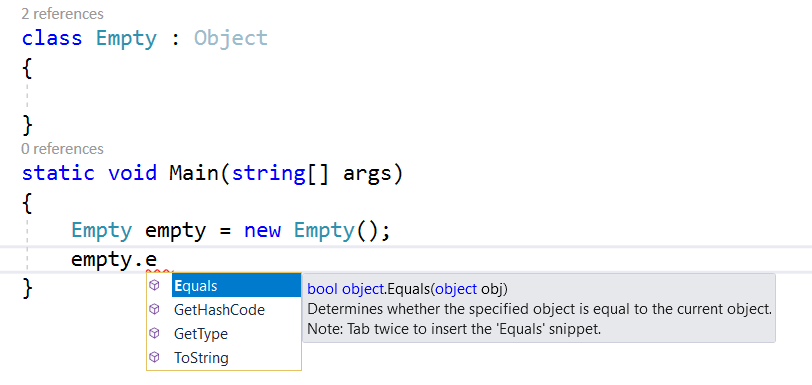 2 references
class Empty : Object
{
}
0 references
static void Main(string[] args)
{
Empty empty = new Empty();
empty.e
}
Equals
GetHashCode
GetType
ToString
bool object.Equals(object obj)
Determines whether the specified object is equal to the current object.
Note: Tab twice to insert the 'Equals' snippet.